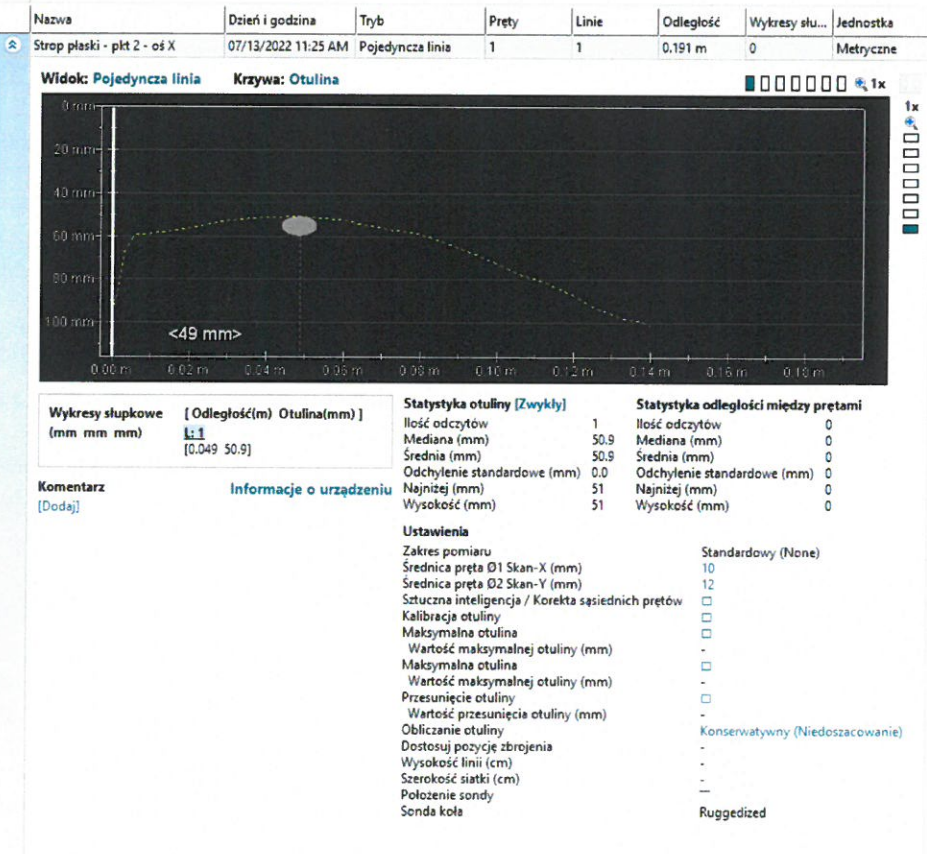 Nazwa Dzień i godzina Tryb Pręty Linie Odległość Wykresy słu... Jednostka
Strop płaski - pkt 2 - oś X 07/13/2022 11:25 AM Pojedyncza linia 1 1 0.191 m 0 Metryczne
Widok: Pojedyncza linia Krzywa: Otulina 1x
1x
0 mm
20 mm
40 mm
60 mm
80 mm
100 mm
<49 mm>
0.00 m 0.02 m 0.04 m 0.06 m 0.08 m 0.10 m 0.12 m 0.14 m 0.16 m 0.18 m
Wykresy słupkowe [ Odległość(m) Otulina(mm) ]
(mm mm mm) L: 1
[0.049 50.9]
Komentarz Informacje o urządzeniu
[Dodaj]
Statystyka otuliny [Zwykły]
Ilość odczytów 1
Mediana (mm) 50.9
Średnia (mm) 50.9
Odchylenie standardowe (mm) 0.0
Najniżej (mm) 51
Wysokość (mm) 51
Statystyka odległości między prętami
Ilość odczytów 0
Mediana (mm) 0
Średnia (mm) 0
Odchylenie standardowe (mm) 0
Najniżej (mm) 0
Wysokość (mm) 0
Ustawienia
Zakres pomiaru Standardowy (None)
Średnica pręta Ø1 Skan-X (mm) 10
Średnica pręta Ø2 Skan-Y (mm) 12
Sztuczna inteligencja / Korekta sąsiednich prętów
Kalibracja otuliny
Maksymalna otulina
Wartość maksymalnej otuliny (mm) -
Maksymalna otulina
Wartość maksymalnej otuliny (mm) -
Przesunięcie otuliny
Wartość przesunięcia otuliny (mm) -
Obliczanie otuliny Konserwatywny (Niedoszacowanie)
Dostosuj pozycję zbrojenia -
Wysokość linii (cm) -
Szerokość siatki (cm) -
Położenie sondy —
Sonda koła Ruggedized